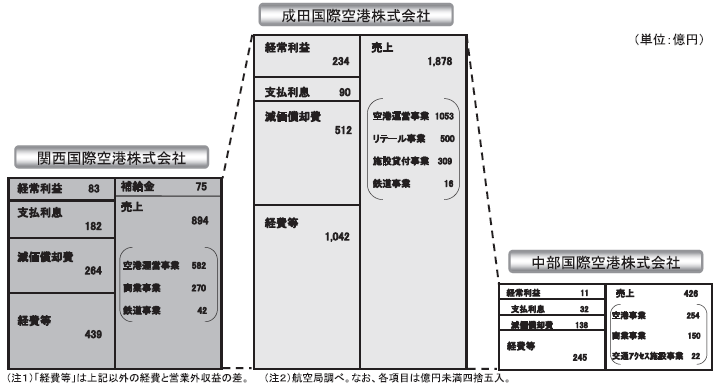 成田国際空港株式会社
(単位:億円)
経常利益 234
支払利息 90
減価償却費 512
経費等 1,042
売上 1,878
空港運営事業 1053
リテール事業 500
施設貸付事業 309
鉄道事業 16
関西国際空港株式会社
経常利益 83
支払利息 182
減価償却費 264
経費等 439
補給金 75
売上 894
空港運営事業 582
商業事業 270
鉄道事業 42
中部国際空港株式会社
経常利益 11
支払利息 32
減価償却費 138
経費等 245
売上 426
空港事業 254
商業事業 150
交通アクセス施設事業 22
(注1)「経費等」は上記以外の経費と営業外収益の差。 (注2)航空局調べ。なお、各項目は億円未満四捨五入。